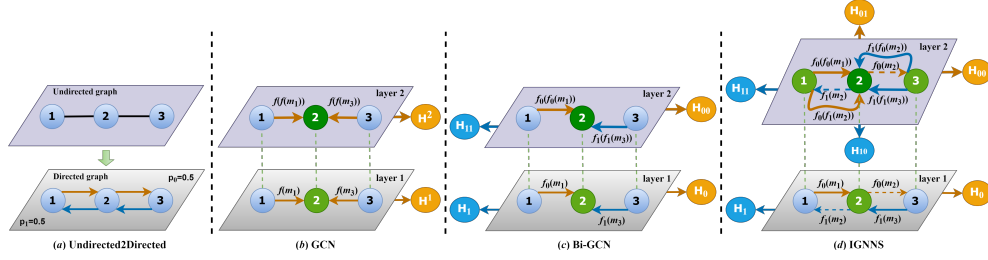 Undirected graph
1 2 3
Directed graph
p₀=0.5
1 2 3
p₁=0.5
(a) Undirected2Directed
layer 2
f(f(m₁)) f(f(m₃))
1 2 3
H²
layer 1
f(m₁) f(m₃)
1 2 3
H¹
(b) GCN
layer 2
H₀₀
f₀(f₀(m₁))
1 2 3
H₁₁
f₁(f₁(m₃))
layer 1
f₀(m₁)
H₀
1 2 3
H₁
f₁(m₃)
(c) Bi-GCN
H₀₁
layer 2
f₁(f₀(m₂))
f₀(f₀(m₁)) f₀(m₂)
H₀₀
1 2 3
H₁₁
f₁(m₂) f₁(f₁(m₃))
f₀(f₁(m₂))
H₁₀
layer 1
f₀(m₁) f₀(m₂)
H₀
1 2 3
H₁
f₁(m₂) f₁(m₃)
(d) IGNNS